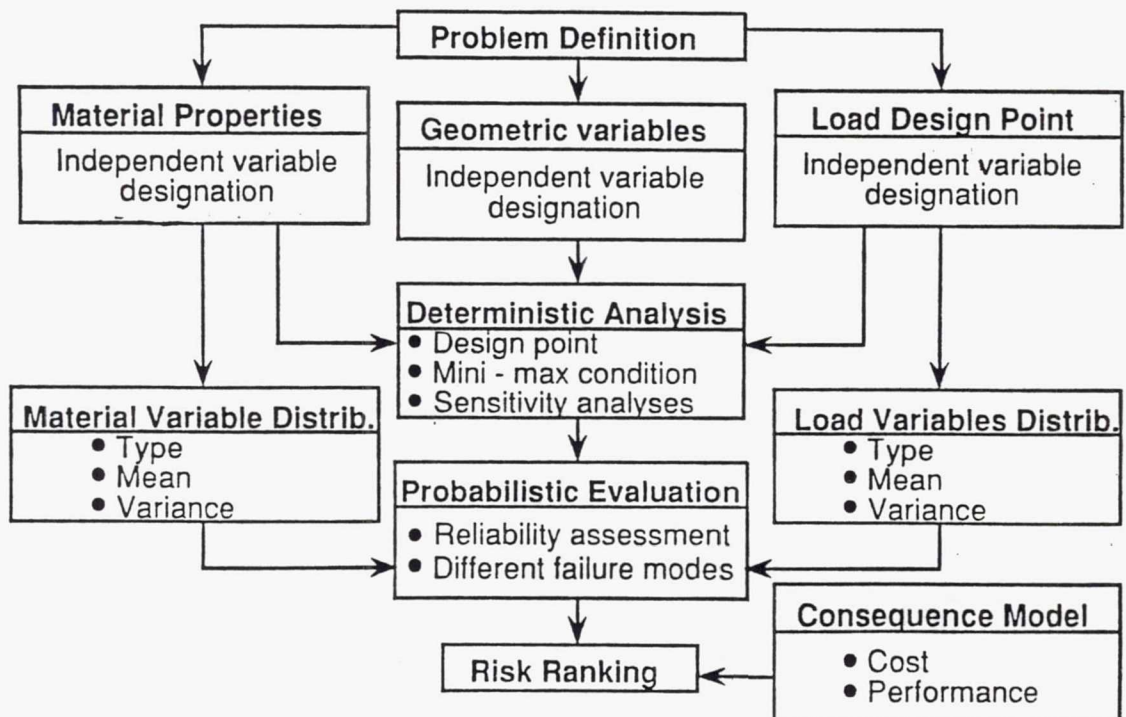 Problem Definition
Material Properties
Independent variable
designation
Geometric variables
Independent variable
designation
Load Design Point
Independent variable
designation
Deterministic Analysis
• Design point
• Mini - max condition
• Sensitivity analyses
Material Variable Distrib.
• Type
• Mean
• Variance
Load Variables Distrib.
• Type
• Mean
• Variance
Probabilistic Evaluation
• Reliability assessment
• Different failure modes
Consequence Model
• Cost
• Performance
Risk Ranking